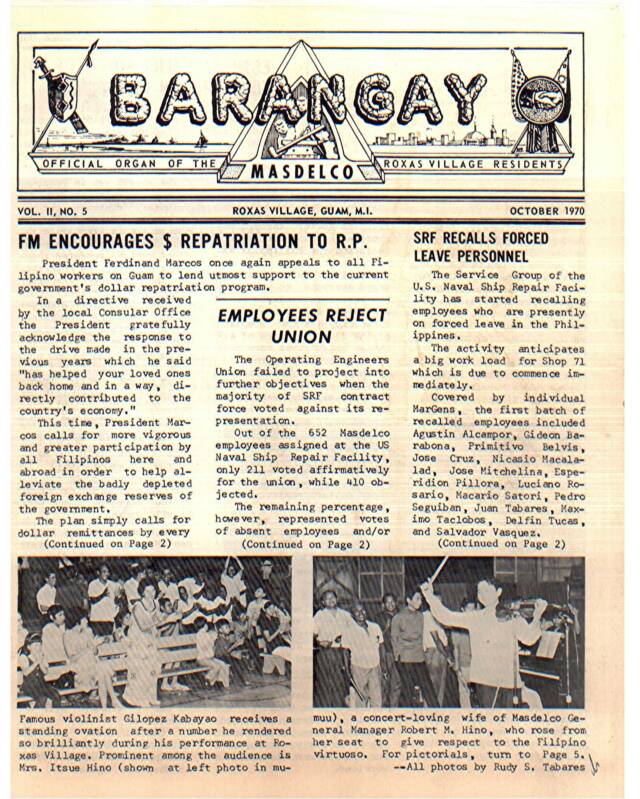 BARANGAY
OFFICIAL ORGAN OF THE
MASDELCO
ROXAS VILLAGE RESIDENTS
VOL. II, NO. 5
ROXAS VILLAGE, GUAM, M.I.
OCTOBER 1970
FM ENCOURAGES $ REPATRIATION TO R.P.
President Ferdinand Marcos once again appeals to all Fi-
lipino workers on Guam to lend utmost support to the current
government's dollar repatriation program.
In a directive received
by the local Consular Office
the President gratefully
acknowledge the response to
the drive made in the pre-
vious years which he said
"has helped your loved ones
back home and in a way, di-
rectly contributed to the
country's economy."
This time, President Mar-
cos calls for more vigorous
and greater participation by
all Filipinos here and
abroad in order to help al-
leviate the badly depleted
foreign exchange reserves of
the government.
The plan simply calls for
dollar remittances by every
(Continued on Page 2)
EMPLOYEES REJECT
UNION
The Operating Engineers
Union failed to project into
further objectives when the
majority of SRF contract
force voted against its re-
presentation.
Out of the 652 Masdelco
employees assigned at the US
Naval Ship Repair Facility,
only 211 voted affirmatively
for the union, while 410 ob-
jected.
The remaining percentage,
however, represented votes
of absent employees and/or
(Continued on Page 2)
SRF RECALLS FORCED
LEAVE PERSONNEL
The Service Group of the
U.S. Naval Ship Repair Faci-
lity has started recalling
employees who are presently
on forced leave in the Phil-
ippines.
The activity anticipates
a big work load for Shop 71
which is due to commence im-
mediately.
Covered by individual
MarGens, the first batch of
recalled employees included
Agustin Alcampor, Gideon Ba-
rabona, Primitivo Belvis,
Jose Cruz, Nicasio Macala-
lad, Jose Mitchelina, Espe-
ridion Pillora, Luciano Ro-
sario, Macario Satori, Pedro
Seguiban, Juan Tabares, Max-
imo Taclobos, Delfin Tucas,
and Salvador Vasquez.
(Continued on Page 2)
Famous violinist Gilopez Kabayao receives a
standing ovation after a number he rendered
so brilliantly during his performance at Ro-
xas Village. Prominent among the audience is
Mrs. Itsue Hino (shown at left photo in mu-
muu), a concert-loving wife of Masdelco Ge-
neral Manager Robert M. Hino, who rose from
her seat to give respect to the Filipino
virtuoso. For pictorials, turn to Page 5.
--All photos by Rudy S. Tabares